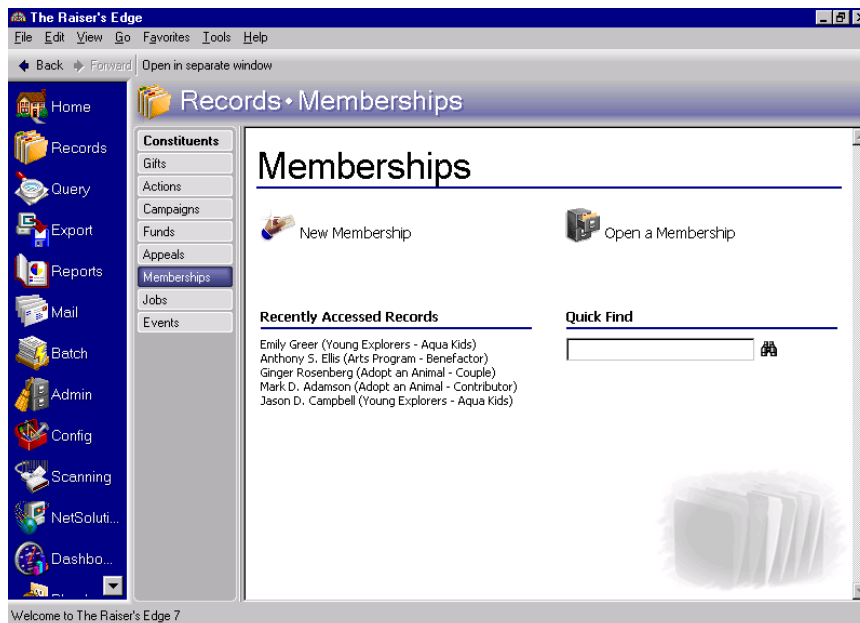 The Raiser's Edge
File Edit View Go Favorites Tools Help
Back Forward Open in separate window
Records • Memberships
Home
Records
Query
Export
Reports
Mail
Batch
Admin
Config
Scanning
NetSoluti...
Dashbo...
Constituents
Gifts
Actions
Campaigns
Funds
Appeals
Memberships
Jobs
Events
Memberships
New Membership
Open a Membership
Recently Accessed Records
Emily Greer (Young Explorers - Aqua Kids)
Anthony S. Ellis (Arts Program - Benefactor)
Ginger Rosenberg (Adopt an Animal - Couple)
Mark D. Adamson (Adopt an Animal - Contributor)
Jason D. Campbell (Young Explorers - Aqua Kids)
Quick Find
Welcome to The Raiser's Edge 7